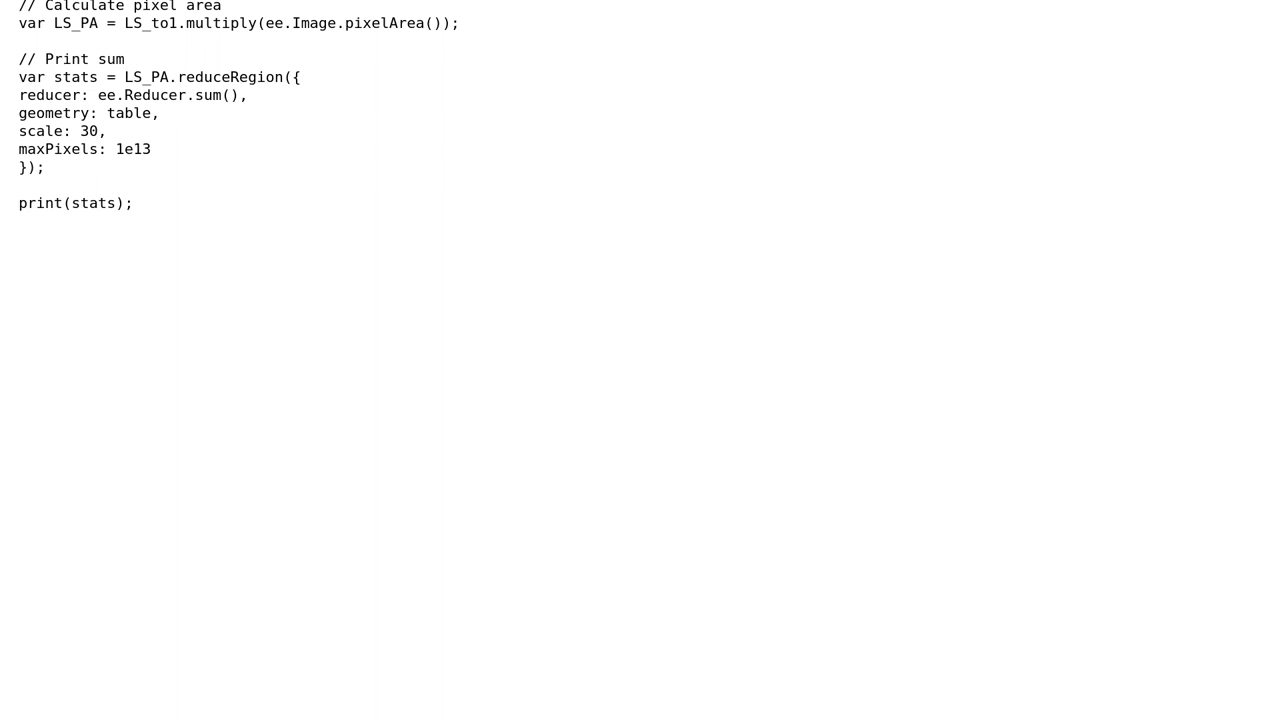 // Calculate pixel area
var LS_PA = LS_to1.multiply(ee.Image.pixelArea());
// Print sum
var stats = LS_PA.reduceRegion({
reducer: ee.Reducer.sum(),
geometry: table,
scale: 30,
maxPixels: 1e13
});
print(stats);